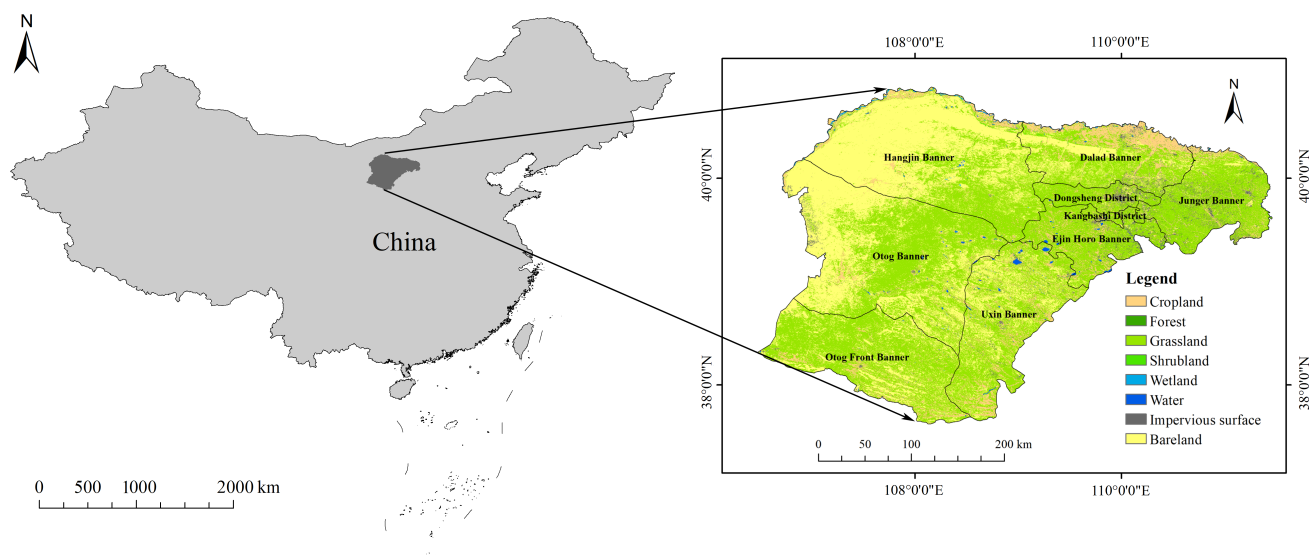 N
China
0 500 1000 2000 km
108°0'0"E 110°0'0"E
N
40°0'0"N
40°0'0"N
38°0'0"N
38°0'0"N
Hangjin Banner
Dalad Banner
Dongsheng District
Junger Banner
Kangbashi District
Ejin Horo Banner
Otog Banner
Uxin Banner
Otog Front Banner
Legend
Cropland
Forest
Grassland
Shrubland
Wetland
Water
Impervious surface
Bareland
0 50 100 200 km
108°0'0"E 110°0'0"E